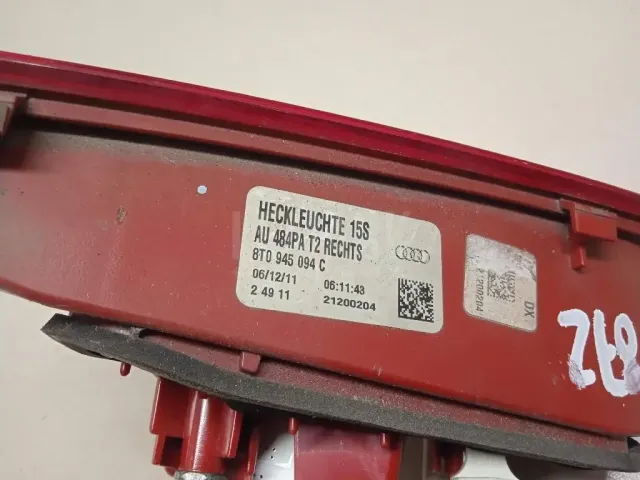 HECKLEUCHTE 15S
AU 484PA T2 RECHTS
8T0 945 094 C
06/12/11 06:11:43
2 49 11 21200204
21200204
DX